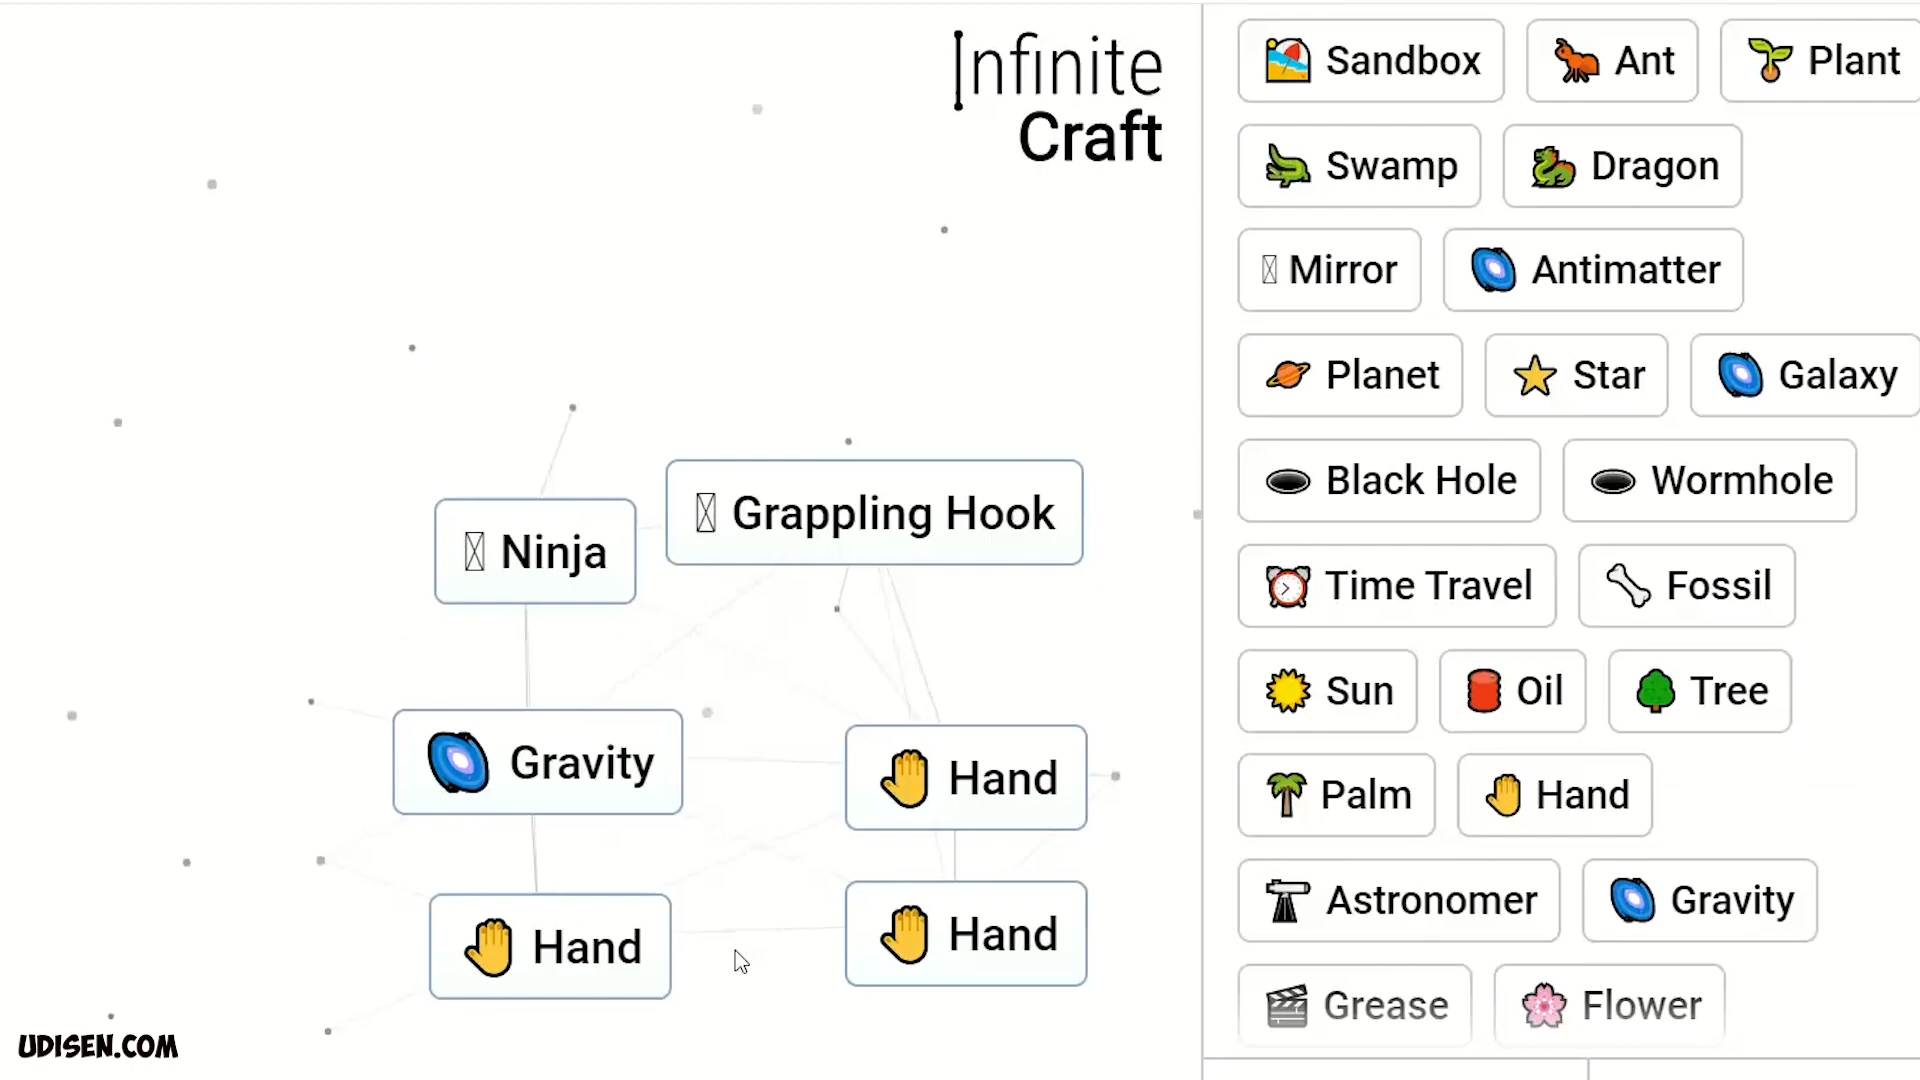 Infinite
Craft
Ninja
Grappling Hook
Gravity
Hand
Hand
Hand
UDISEN.COM
Sandbox
Ant
Plant
Swamp
Dragon
Mirror
Antimatter
Planet
Star
Galaxy
Black Hole
Wormhole
Time Travel
Fossil
Sun
Oil
Tree
Palm
Hand
Astronomer
Gravity
Grease
Flower